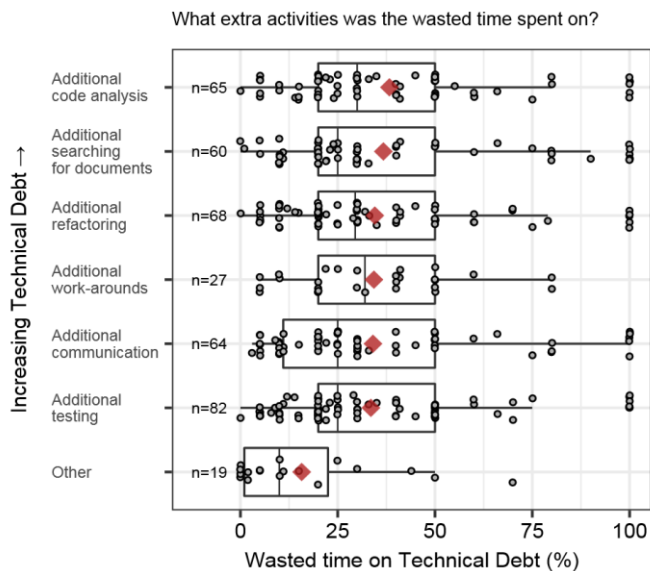 What extra activities was the wasted time spent on?
Additional
code analysis
n=65
Additional
searching
for documents
n=60
Additional
refactoring
n=68
Additional
work-arounds
n=27
Additional
communication
n=64
Additional
testing
n=82
Other
n=19
Increasing Technical Debt →
0 25 50 75 100
Wasted time on Technical Debt (%)